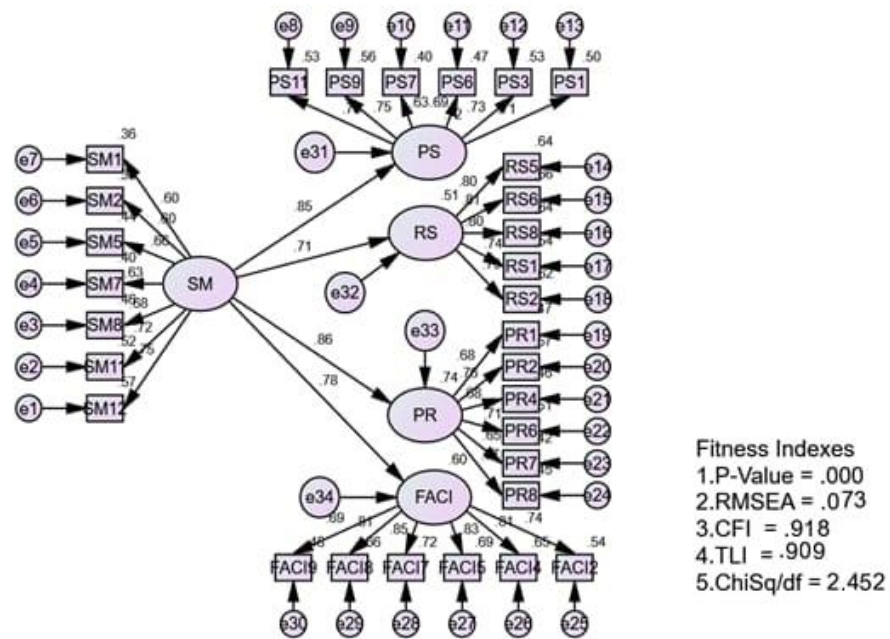 e8 e9 e10 e11 e12 e13
.53 .56 .40 .47 .53 .50
PS11 PS9 PS7 PS6 PS3 PS1
.75 .63 .69 .73
e31 PS
.36 .64
e7 SM1 RS5 e14
.60 .80
e6 SM2 .51 .81 RS6 e15
.60 .85 .80
e5 SM5 .66 .71 RS RS8 e16
.40 .63 .74 RS1 e17
e4 SM7 SM e32 RS2 e18
.46 .68
e3 SM8 .72 .86 e33 PR1 e19
.52 .75 .68
e2 SM11 .78 .74 PR2 e20
.57 .68 PR4 e21
e1 SM12 PR .71 PR6 e22
.65 PR7 e23
.60 PR8 e24
e34 FACI
.69 .81 .85 .83 .81 .74
.72 .69 .65 .54
FACI9 FACI8 FACI7 FACI5 FACI4 FACI2
e30 e29 e28 e27 e26 e25
Fitness Indexes
1.P-Value = .000
2.RMSEA = .073
3.CFI = .918
4.TLI = .909
5.ChiSq/df = 2.452